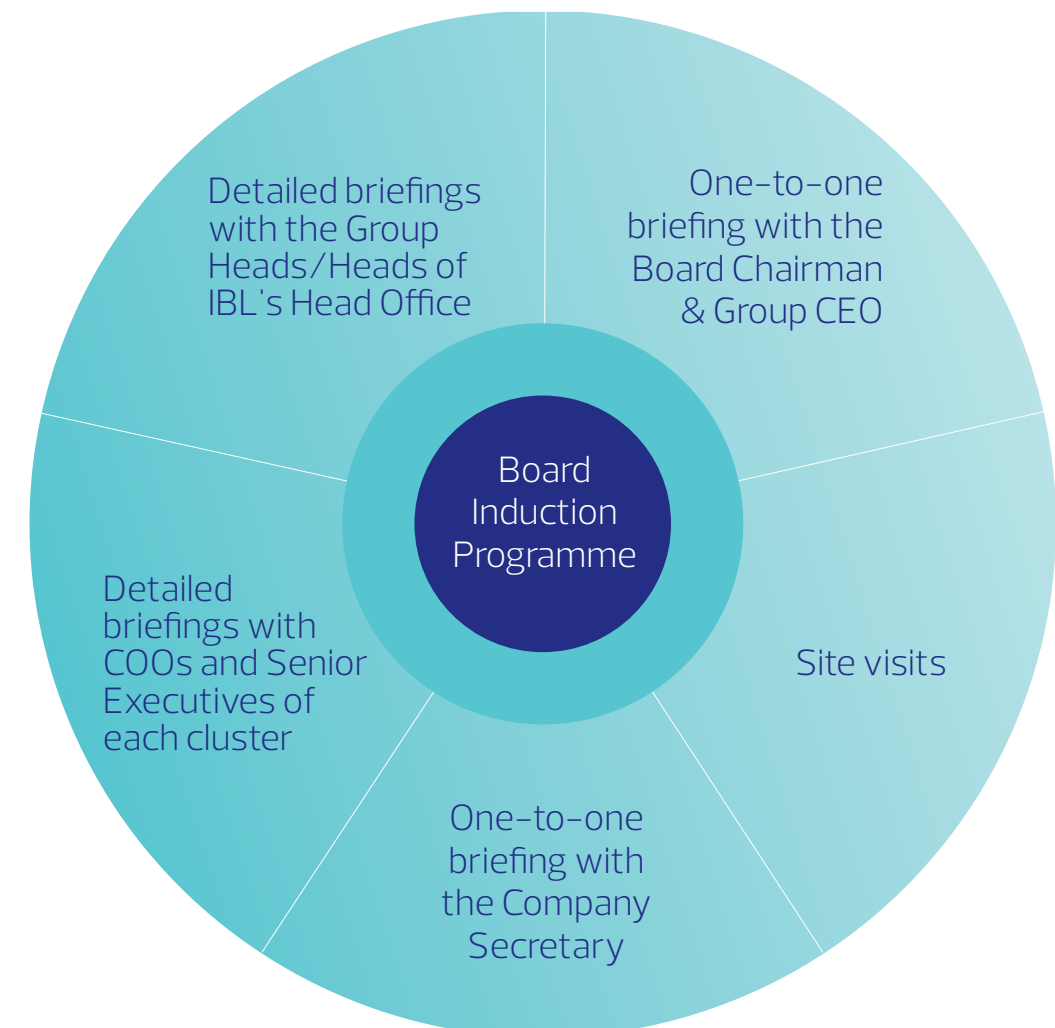 Detailed briefings
with the Group
Heads/Heads of
IBL's Head Office
One-to-one
briefing with the
Board Chairman
& Group CEO
Board
Induction
Programme
Detailed
briefings with
COOs and Senior
Executives of
each cluster
Site visits
One-to-one
briefing with
the Company
Secretary